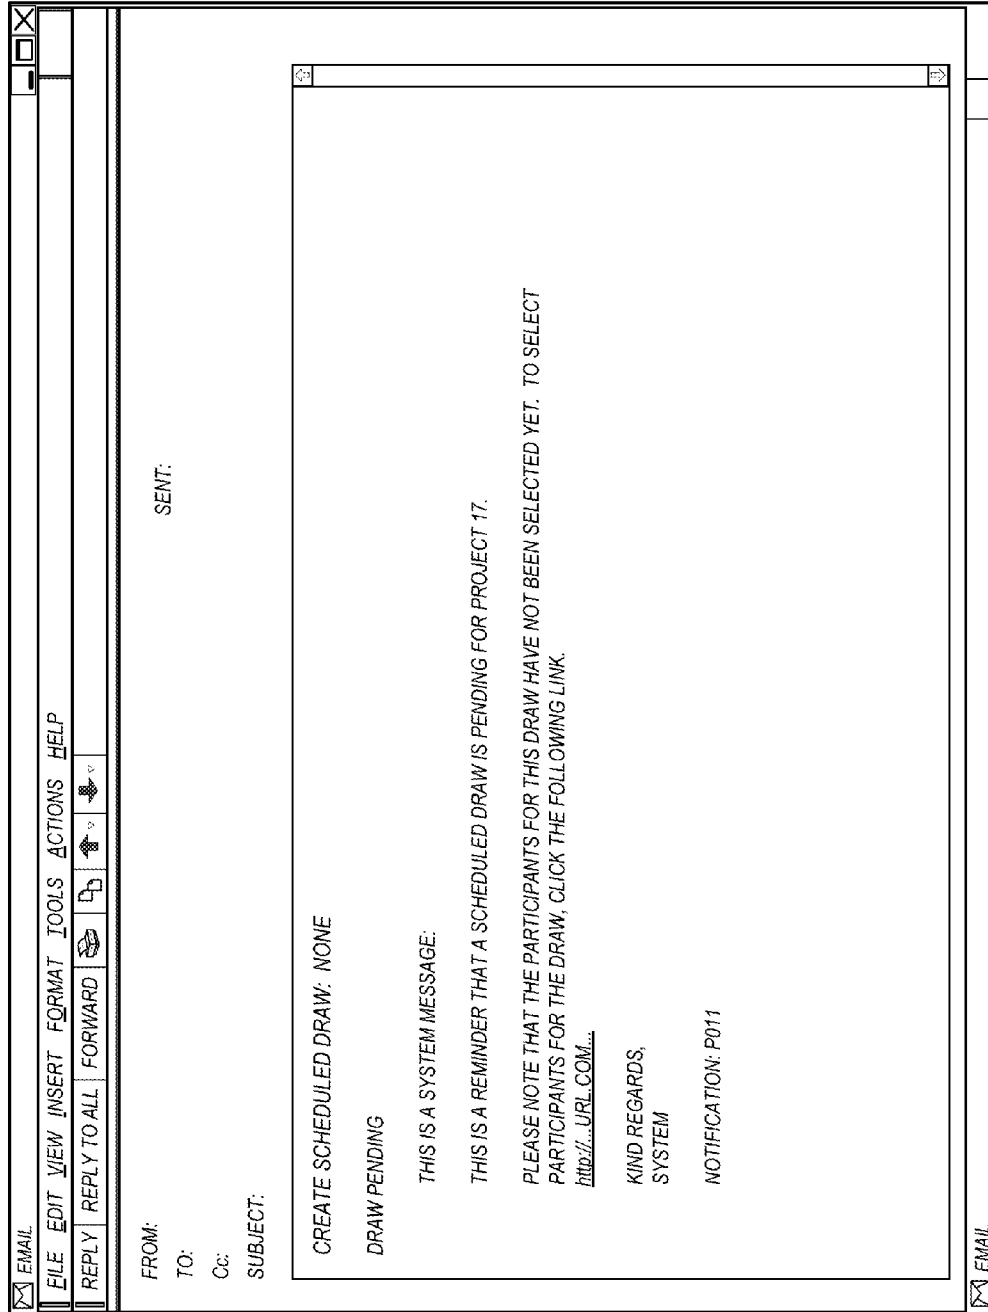 EMAIL
FILE EDIT VIEW INSERT FORMAT TOOLS ACTIONS HELP
REPLY REPLY TO ALL FORWARD
FROM:
SENT:
TO:
Cc:
SUBJECT:
CREATE SCHEDULED DRAW: NONE
DRAW PENDING
THIS IS A SYSTEM MESSAGE:
THIS IS A REMINDER THAT A SCHEDULED DRAW IS PENDING FOR PROJECT 17.
PLEASE NOTE THAT THE PARTICIPANTS FOR THIS DRAW HAVE NOT BEEN SELECTED YET. TO SELECT
PARTICIPANTS FOR THE DRAW, CLICK THE FOLLOWING LINK.
http://...URL.COM...
KIND REGARDS,
SYSTEM
NOTIFICATION: P011
EMAIL